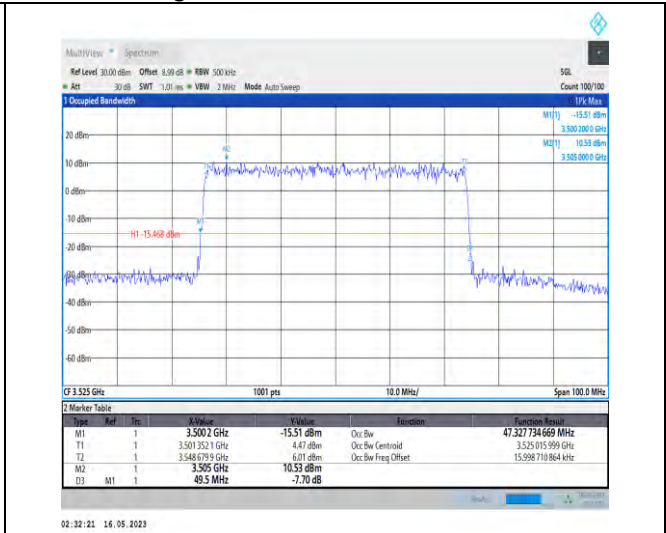 MultiView Spectrum
Ref Level 30.00 dBm Offset 8.99 dB RBW 500 kHz SGL
Att 30 dB SWT 1.01 ms VBW 2 MHz Mode Auto Sweep Count 100/100
1 Occupied Bandwidth 1Pk Max
M1[1] -15.51 dBm
3.5002000 GHz
M2[1] 10.53 dBm
3.5050000 GHz
20 dBm
M2
10 dBm
0 dBm
M1
-10 dBm
H1 -15.468 dBm
-20 dBm
-30 dBm
-40 dBm
-50 dBm
-60 dBm
CF 3.525 GHz 1001 pts 10.0 MHz/ Span 100.0 MHz
2 Marker Table
Type Ref Trc X-Value Y-Value Function Function Result
M1 1 3.5002 GHz -15.51 dBm Occ Bw 47.327 734 669 MHz
T1 1 3.501 352 1 GHz 4.47 dBm Occ Bw Centroid 3.525 015 999 GHz
T2 1 3.548 679 9 GHz 6.01 dBm Occ Bw Freq Offset 15.998 710 864 kHz
M2 1 3.505 GHz 10.53 dBm
D3 M1 1 49.5 MHz -7.70 dB
02:32:21 16.05.2023